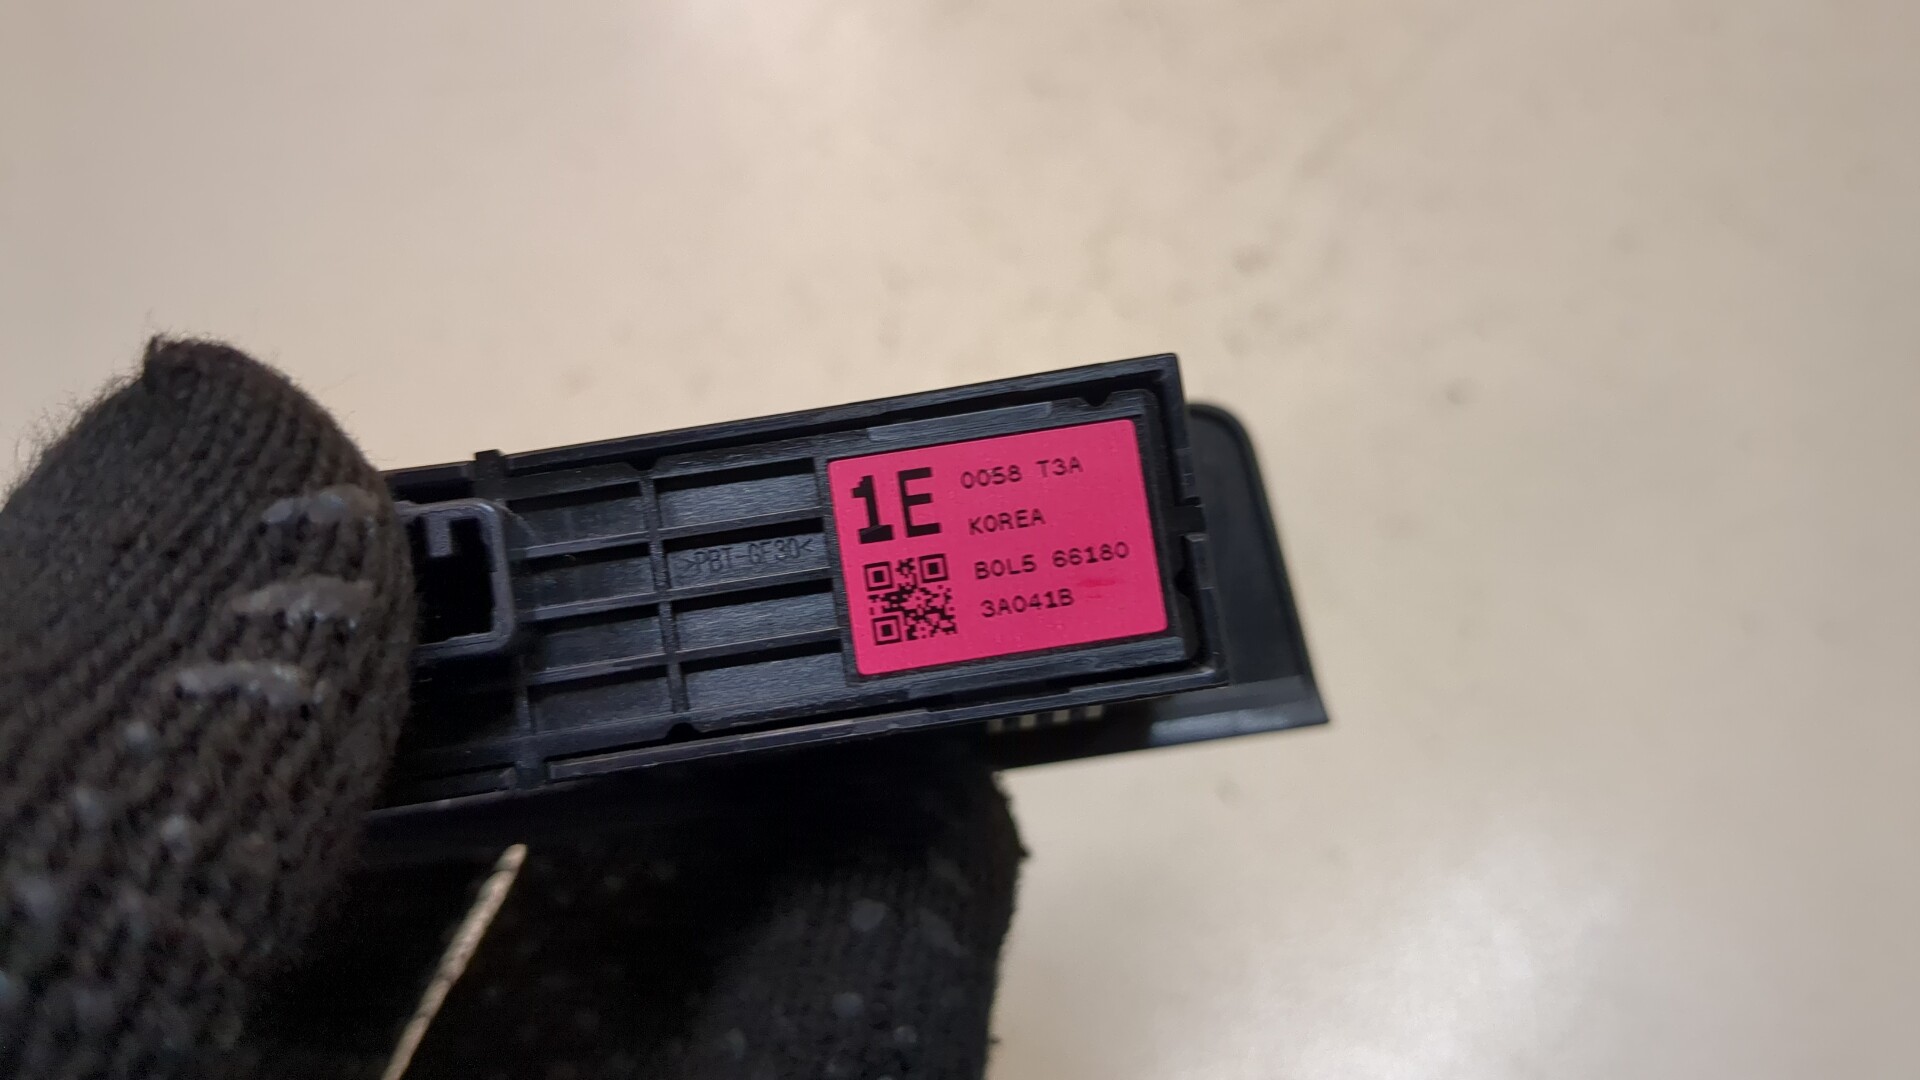 >PBT-GF30<
1E
0058 T3A
KOREA
B0L5 66180
3A041B